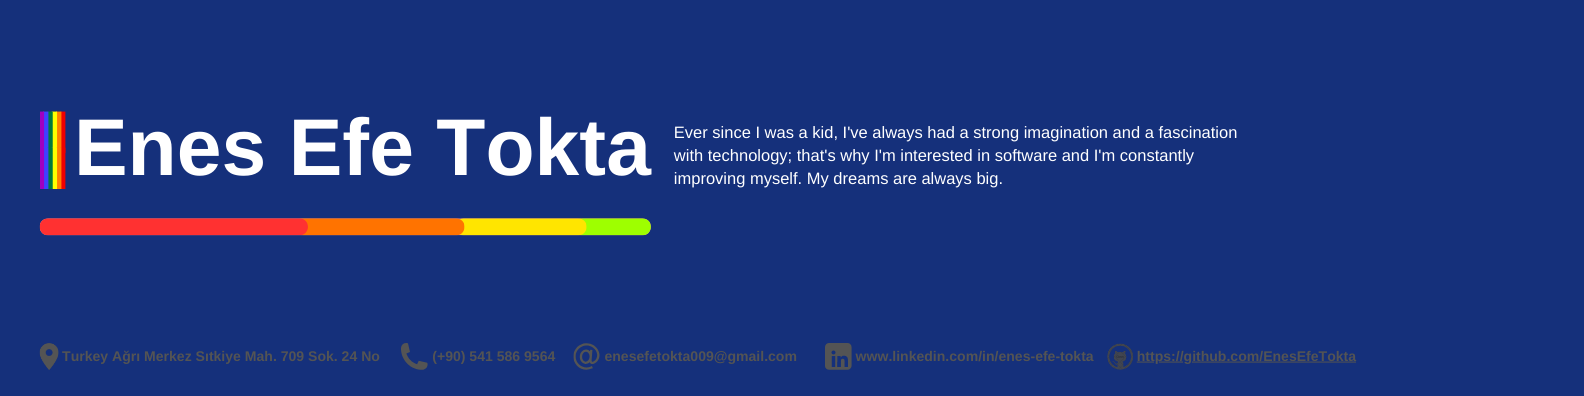 Enes Efe Tokta
Ever since I was a kid, I've always had a strong imagination and a fascination
with technology; that's why I'm interested in software and I'm constantly
improving myself. My dreams are always big.
Turkey Ağrı Merkez Sıtkiye Mah. 709 Sok. 24 No (+90) 541 586 9564 enesefetokta009@gmail.com www.linkedin.com/in/enes-efe-tokta https://github.com/EnesEfeTokta